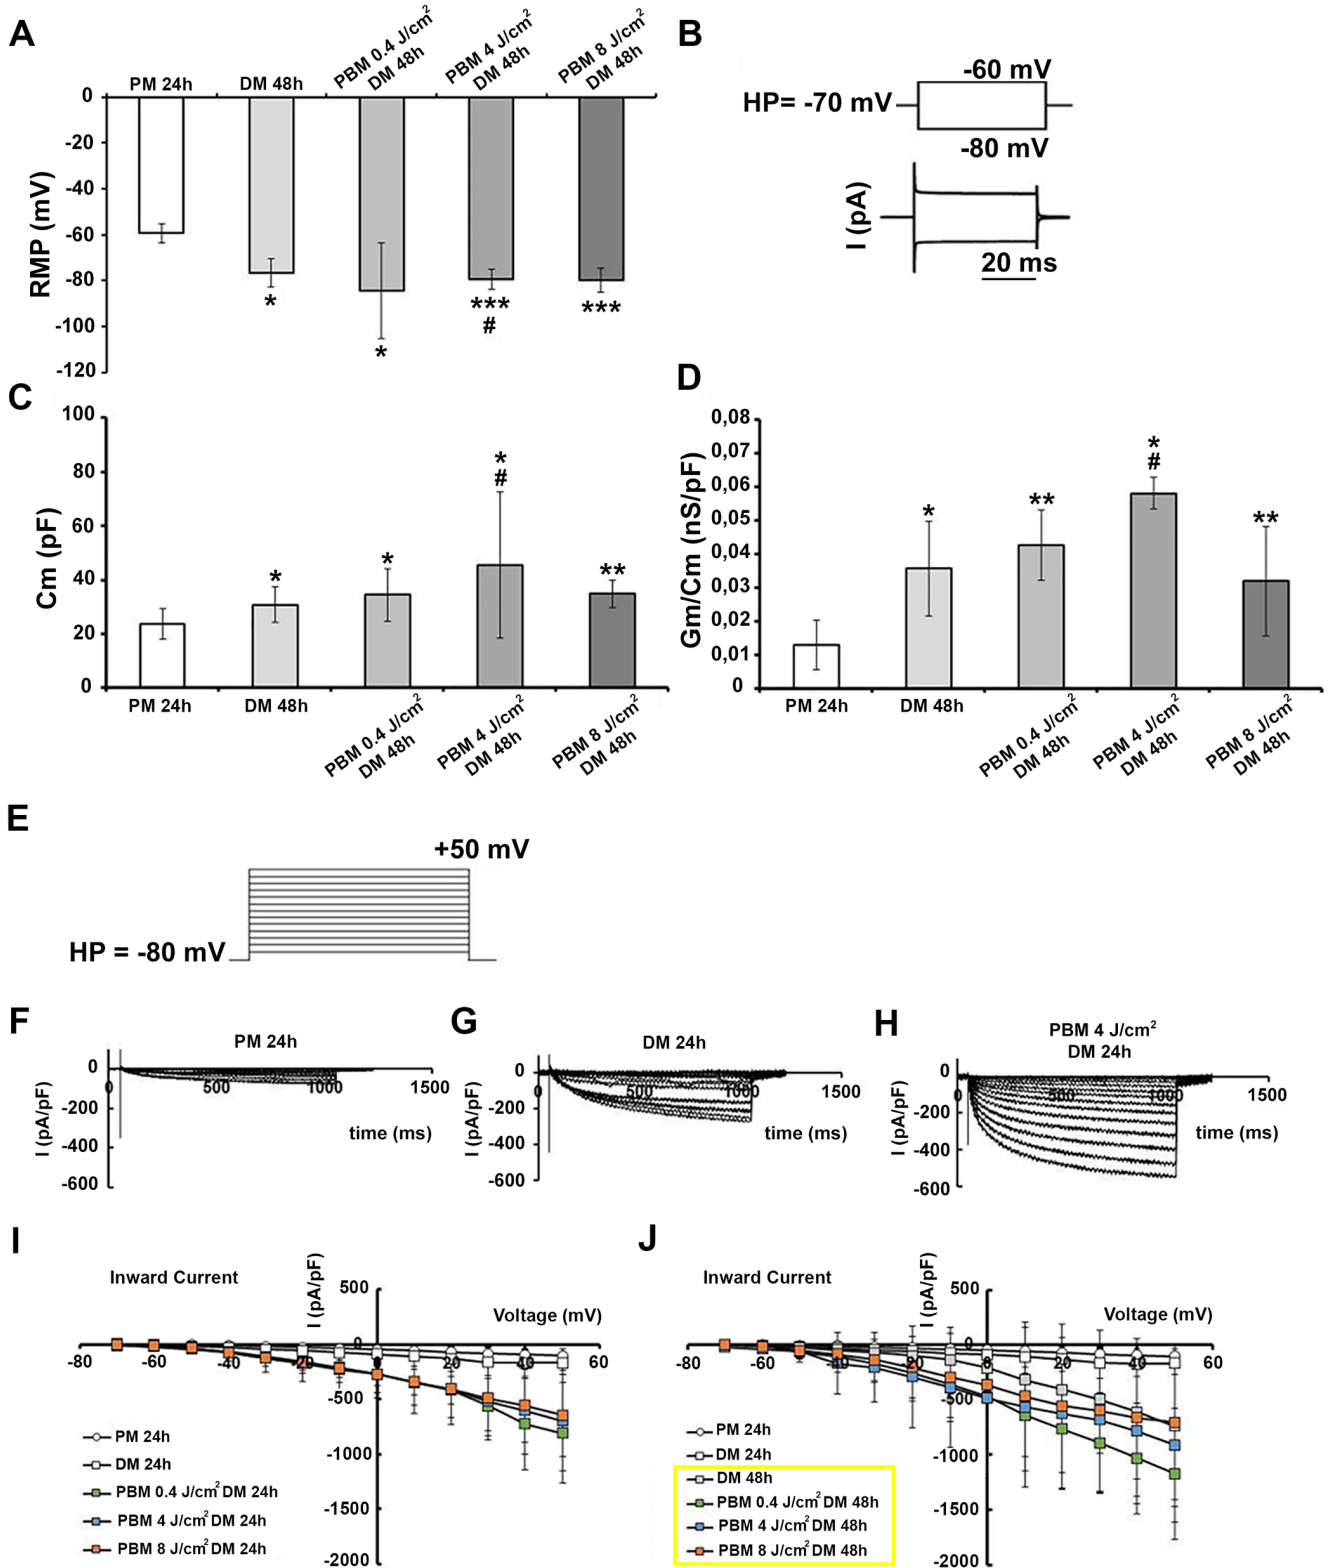 A
PM 24h
DM 48h
PBM 0.4 J/cm²
DM 48h
PBM 4 J/cm²
DM 48h
PBM 8 J/cm²
DM 48h
RMP (mV)
0
-20
-40
-60
-80
-100
-120
*
*
***
#
***
B
-60 mV
HP= -70 mV
-80 mV
I (pA)
20 ms
C
Cm (pF)
100
80
60
40
20
0
*
*
*
#
**
PM 24h
DM 48h
PBM 0.4 J/cm²
DM 48h
PBM 4 J/cm²
DM 48h
PBM 8 J/cm²
DM 48h
D
Gm/Cm (nS/pF)
0,08
0,07
0,06
0,05
0,04
0,03
0,02
0,01
0
*
**
*
#
**
PM 24h
DM 48h
PBM 0.4 J/cm²
DM 48h
PBM 4 J/cm²
DM 48h
PBM 8 J/cm²
DM 48h
E
+50 mV
HP = -80 mV
F
PM 24h
I (pA/pF)
0
-200
-400
-600
0
500
1000
1500
time (ms)
G
DM 24h
I (pA/pF)
0
-200
-400
-600
0
500
1000
1500
time (ms)
H
PBM 4 J/cm²
DM 24h
I (pA/pF)
0
-200
-400
-600
0
500
1000
1500
time (ms)
I
Inward Current
I (pA/pF)
Voltage (mV)
500
0
-500
-1000
-1500
-2000
-80
-60
-40
-20
0
20
40
60
PM 24h
DM 24h
PBM 0.4 J/cm² DM 24h
PBM 4 J/cm² DM 24h
PBM 8 J/cm² DM 24h
J
Inward Current
I (pA/pF)
Voltage (mV)
500
0
-500
-1000
-1500
-2000
-80
-60
-40
-20
20
40
60
PM 24h
DM 24h
DM 48h
PBM 0.4 J/cm² DM 48h
PBM 4 J/cm² DM 48h
PBM 8 J/cm² DM 48h